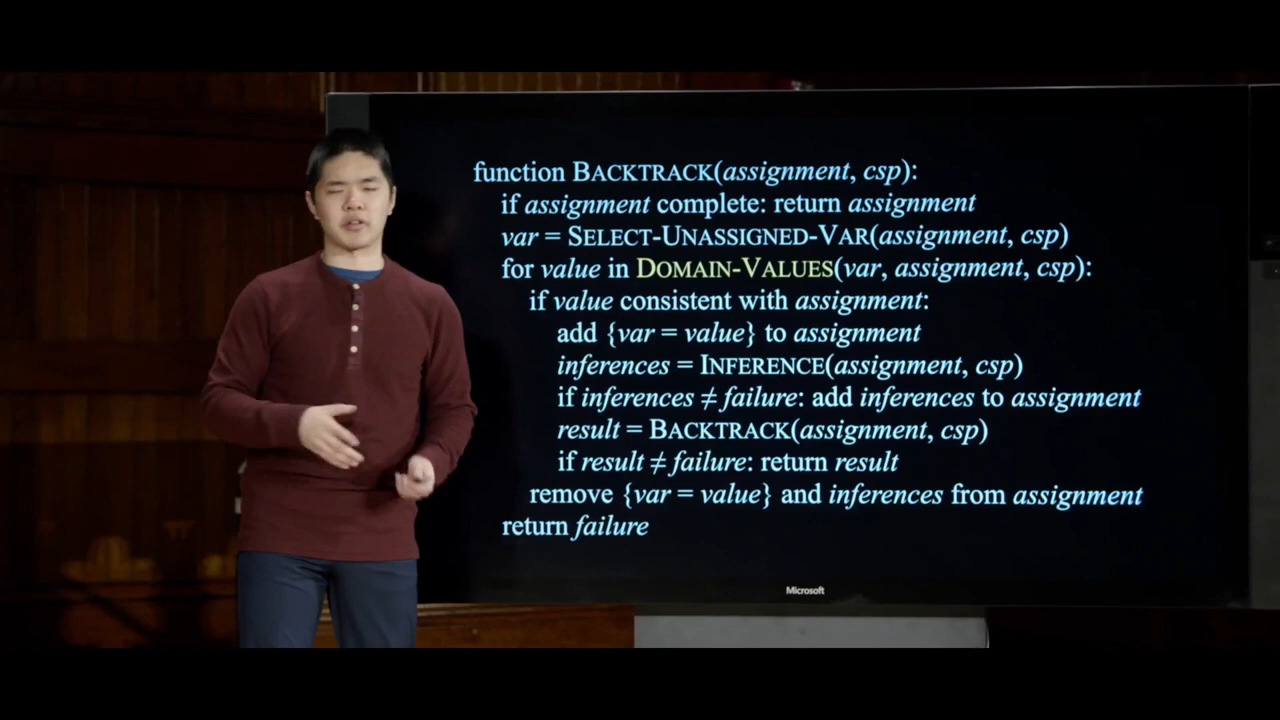 function BACKTRACK(assignment, csp):
if assignment complete: return assignment
var = SELECT-UNASSIGNED-VAR(assignment, csp)
for value in DOMAIN-VALUES(var, assignment, csp):
if value consistent with assignment:
add {var = value} to assignment
inferences = INFERENCE(assignment, csp)
if inferences ≠ failure: add inferences to assignment
result = BACKTRACK(assignment, csp)
if result ≠ failure: return result
remove {var = value} and inferences from assignment
return failure
Microsoft